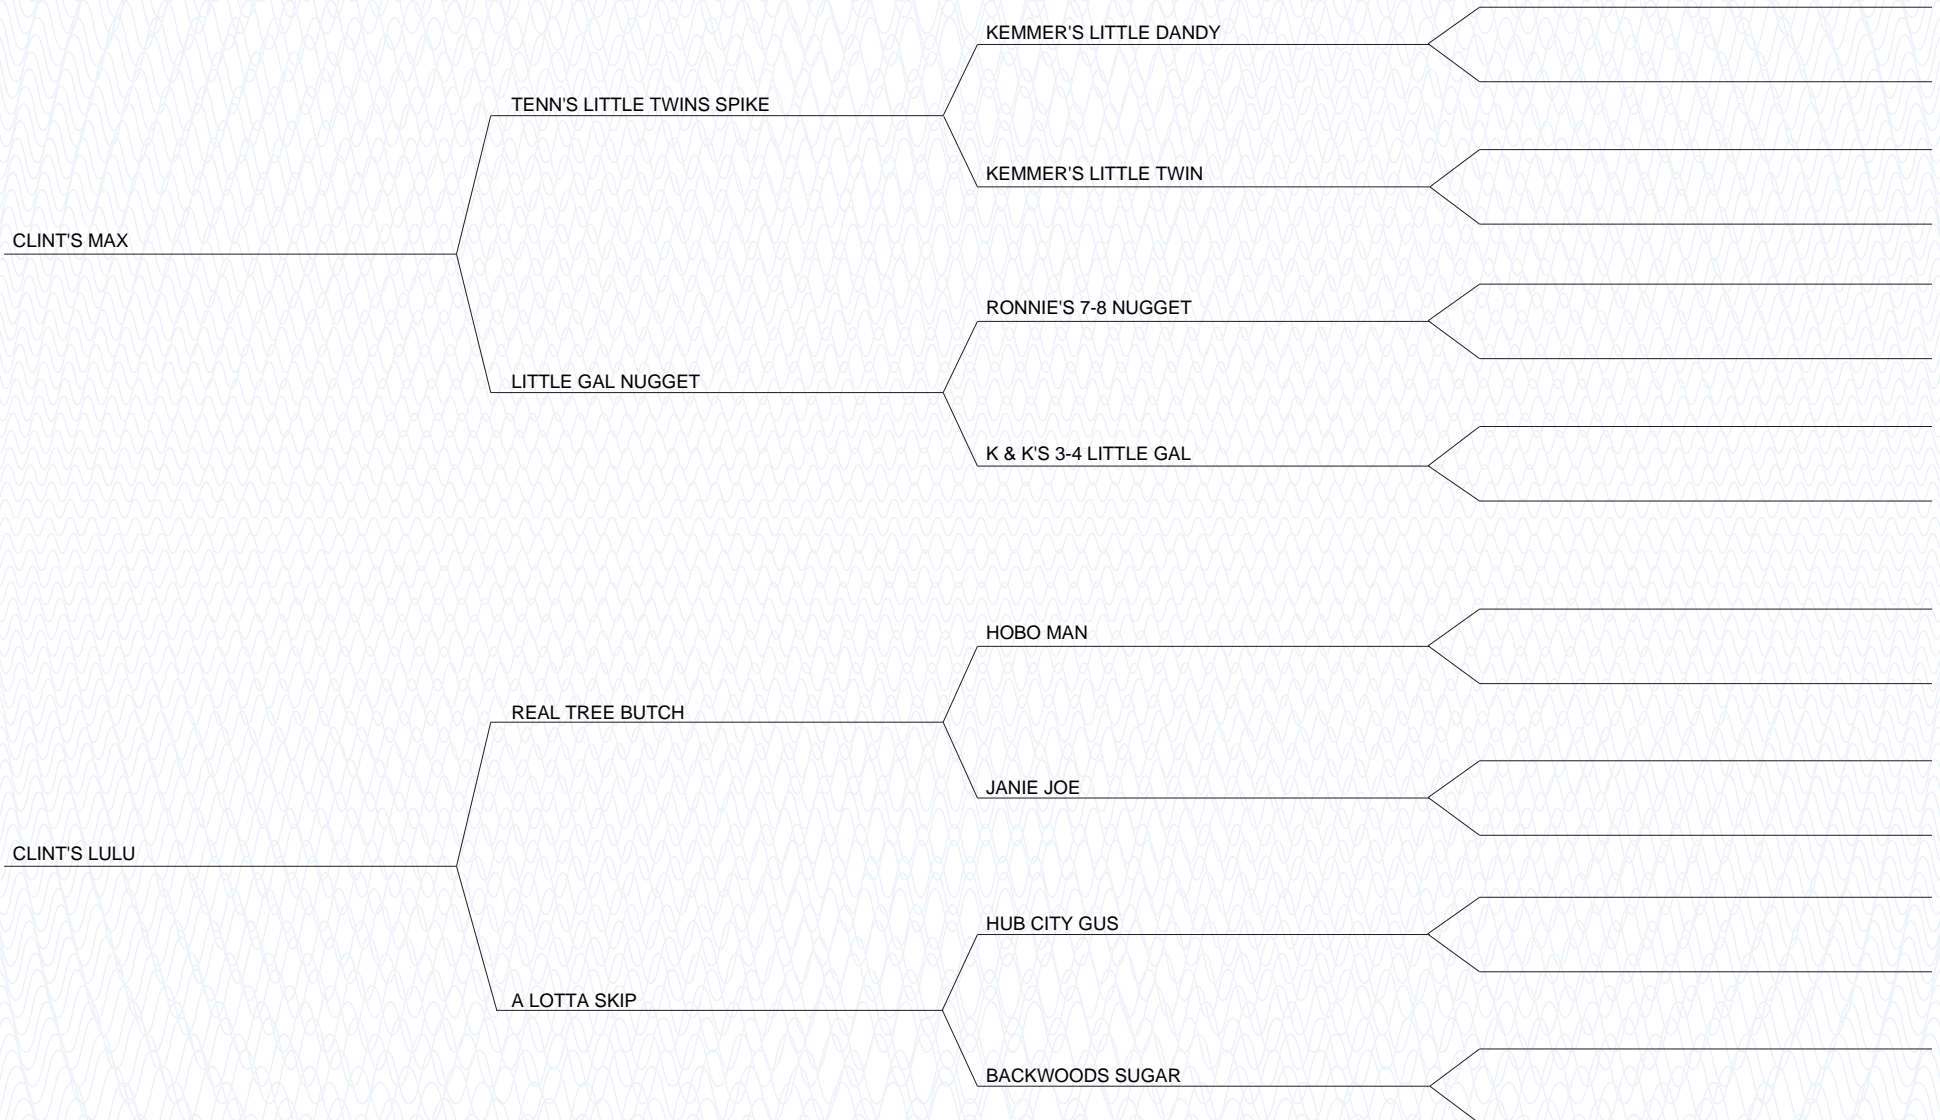 KEMMER'S LITTLE DANDY
TENN'S LITTLE TWINS SPIKE
KEMMER'S LITTLE TWIN
CLINT'S MAX
RONNIE'S 7-8 NUGGET
LITTLE GAL NUGGET
K & K'S 3-4 LITTLE GAL
HOBO MAN
REAL TREE BUTCH
JANIE JOE
CLINT'S LULU
HUB CITY GUS
A LOTTA SKIP
BACKWOODS SUGAR